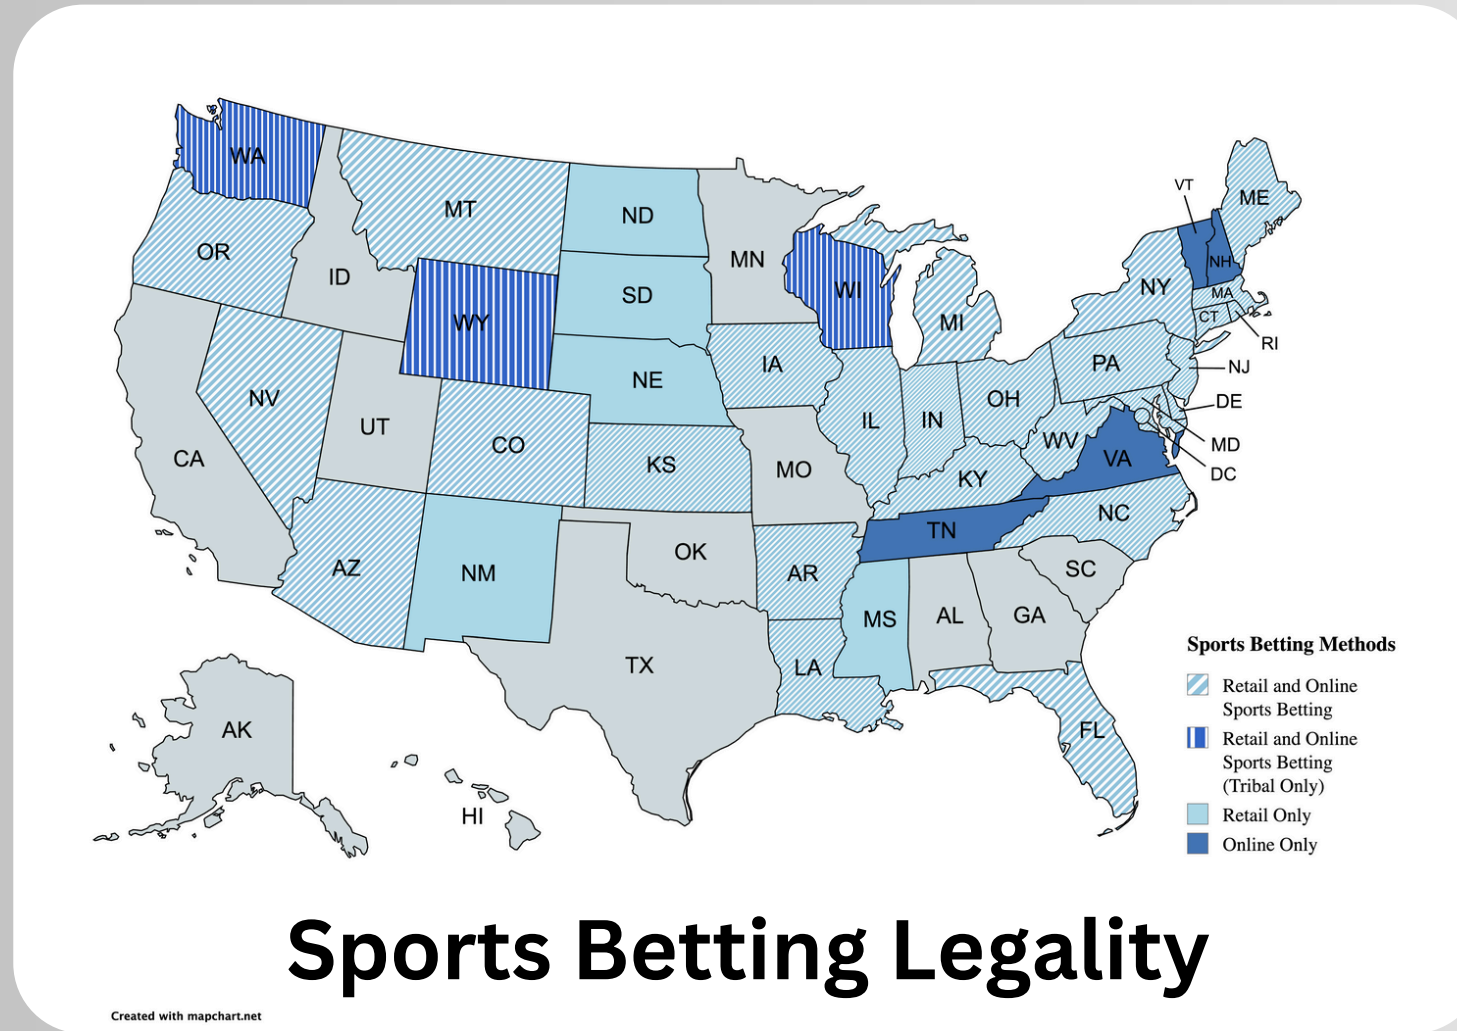 WA
MT
ND
MN
OR
ID
SD
WI
WY
MI
VT
ME
NH
NY
MA
CT
RI
NV
UT
NE
IA
PA
NJ
CA
CO
KS
MO
IL
IN
OH
WV
VA
DE
MD
DC
KY
AZ
NM
OK
AR
TN
NC
SC
MS
AL
GA
TX
LA
FL
AK
HI
Sports Betting Methods
Retail and Online
Sports Betting
Retail and Online
Sports Betting
(Tribal Only)
Retail Only
Online Only
Sports Betting Legality
Created with mapchart.net